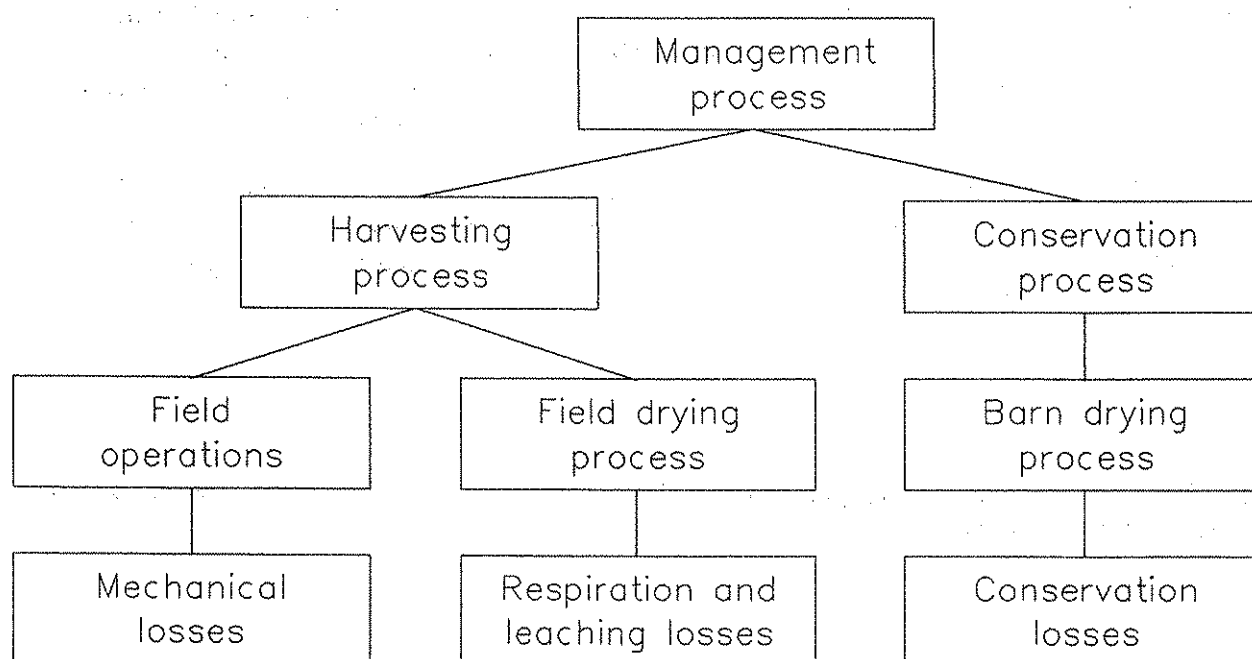 Management
process
Harvesting
process
Conservation
process
Field
operations
Field drying
process
Barn drying
process
Mechanical
losses
Respiration and
leaching losses
Conservation
losses